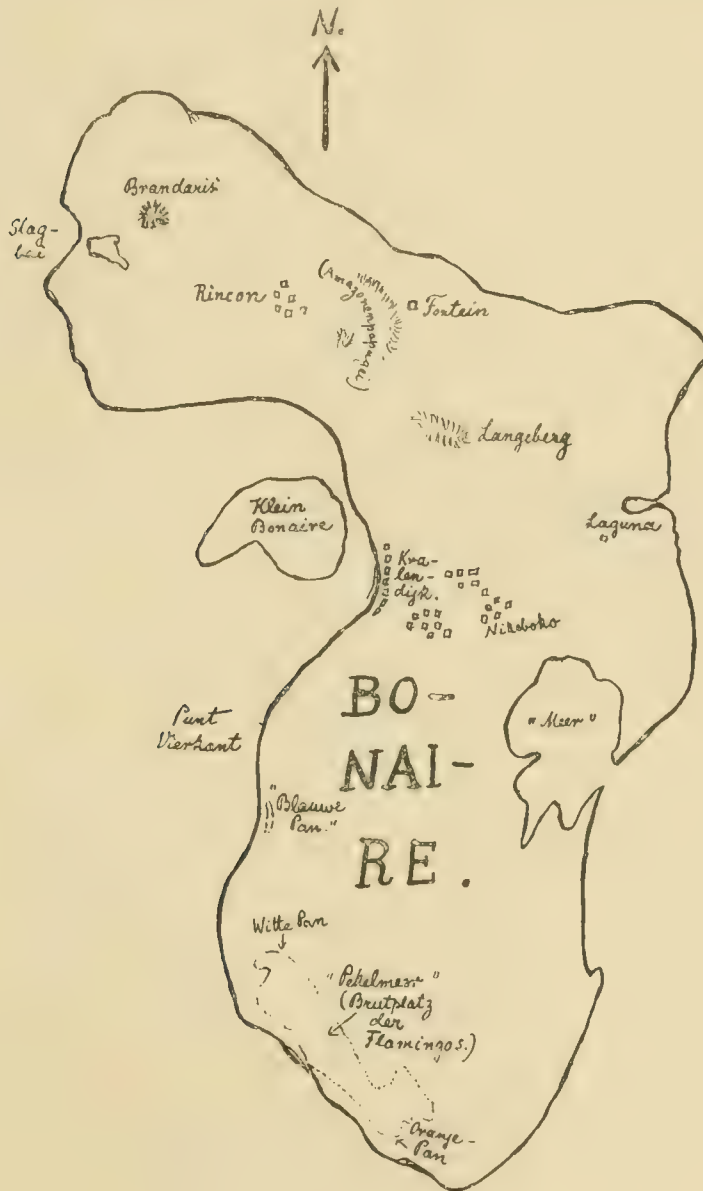 N.
Brandaris
Slag-
baai
Rincon
(Amazonenpapagei)
Fontein
Langeberg
Klein
Bonaire
Laguna
Kra-
len-
dijk.
Nikiboko
BO-
NAI-
RE.
"Meer"
Punt
Vierkant
"Blauwe
Pan."
Witte Pan
"Pekelmeer"
(Brutplatz
der
Flamingos.)
Oranje-
Pan